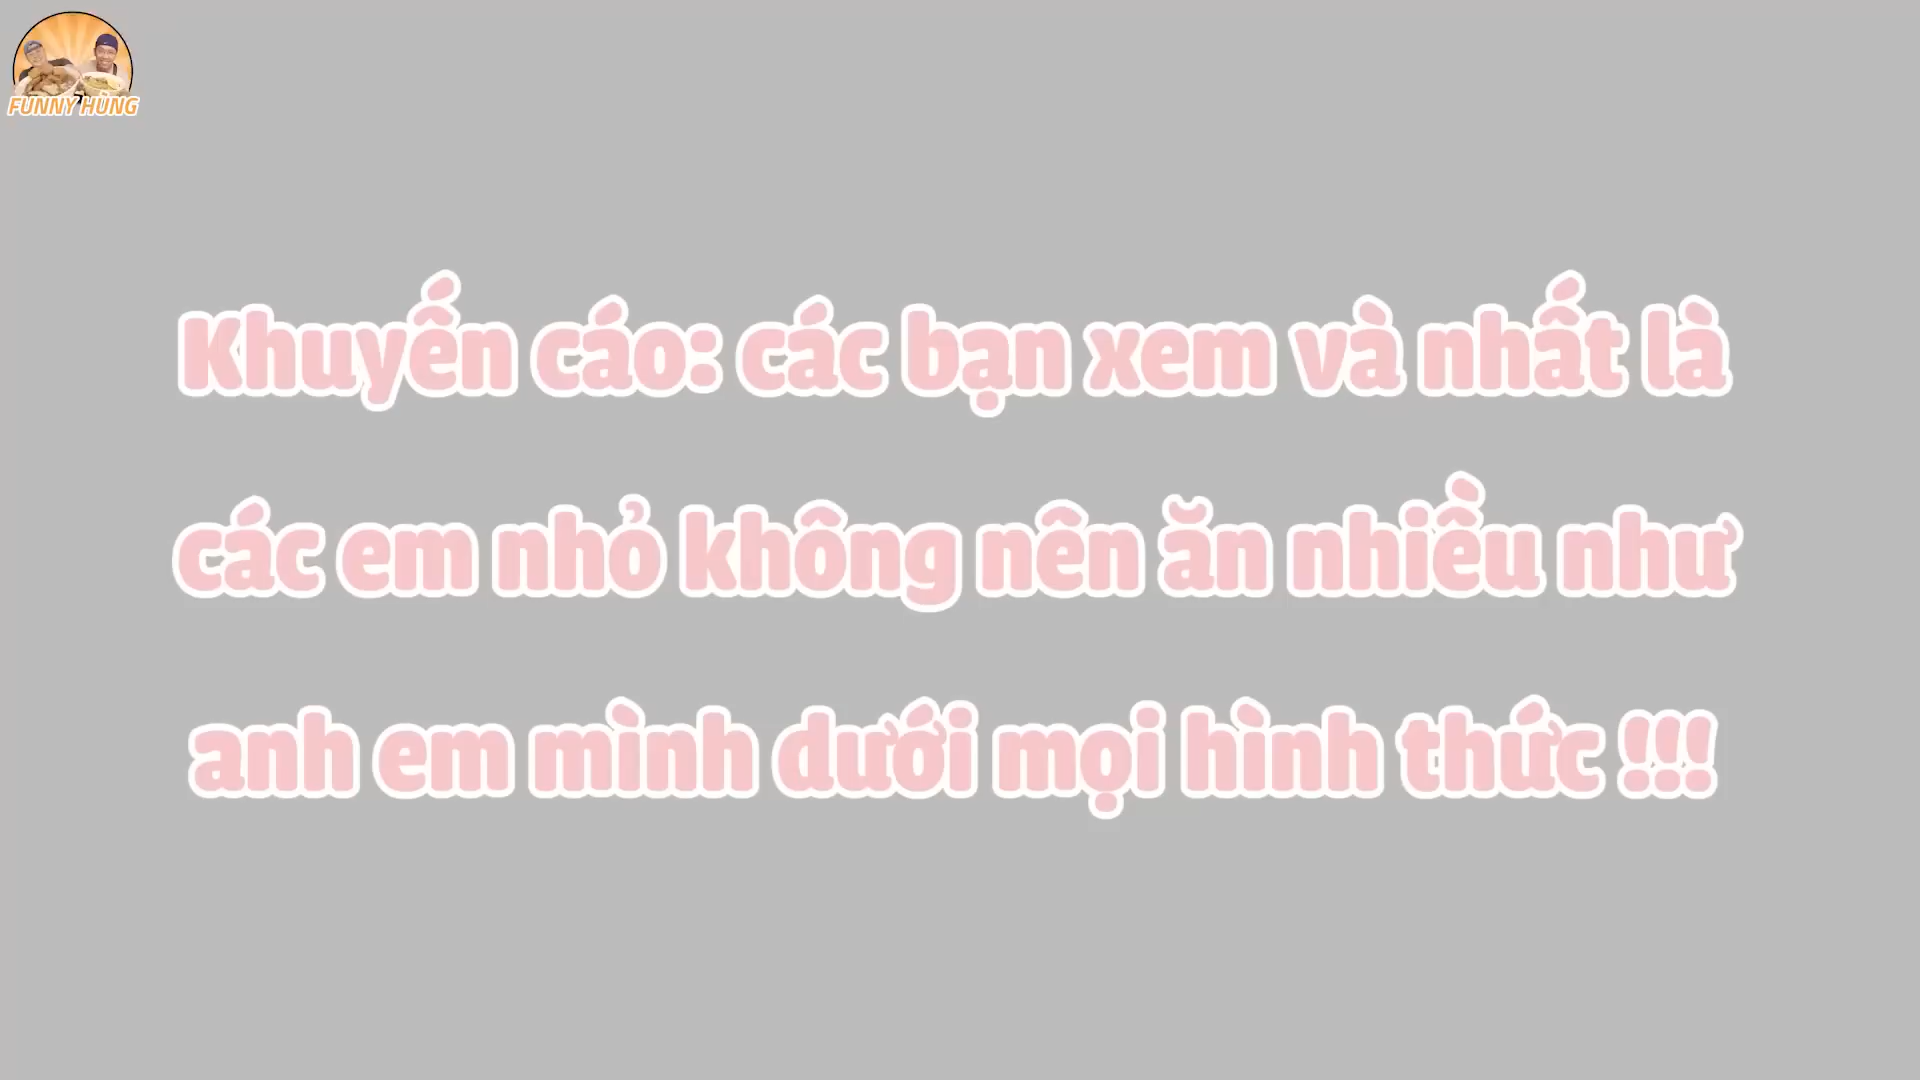 FUNNY HÙNG
Khuyến cáo: các bạn xem và nhất là
các em nhỏ không nên ăn nhiều như
anh em mình dưới mọi hình thức !!!